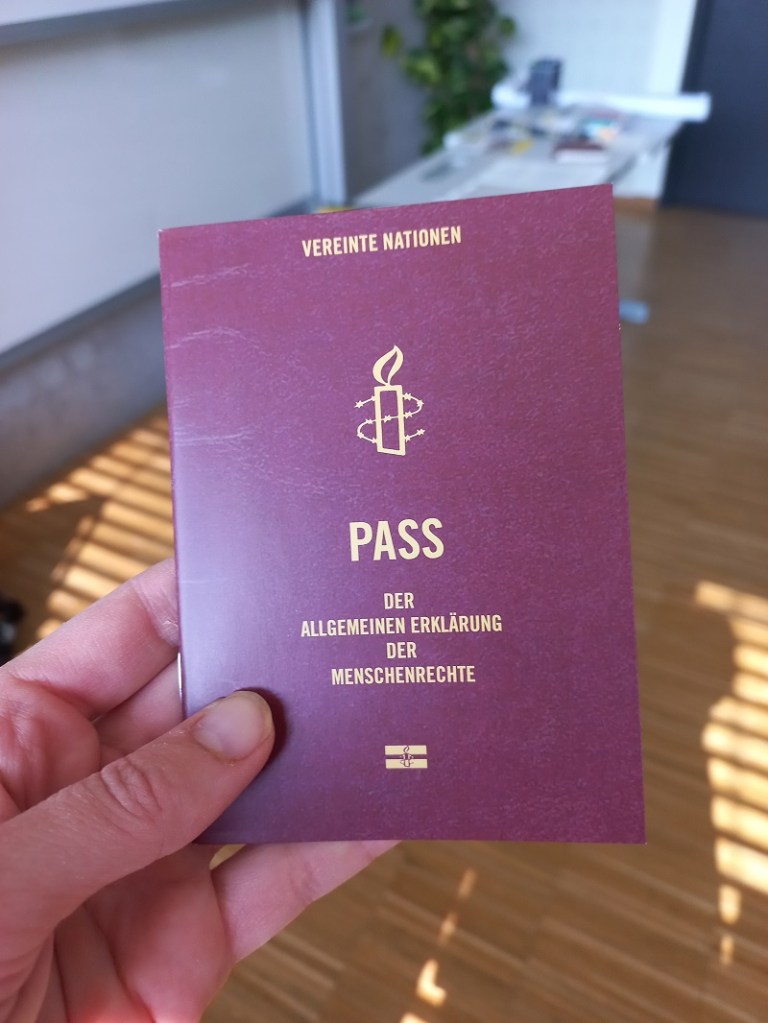 VEREINTE NATIONEN
PASS
DER
ALLGEMEINEN ERKLÄRUNG
DER
MENSCHENRECHTE